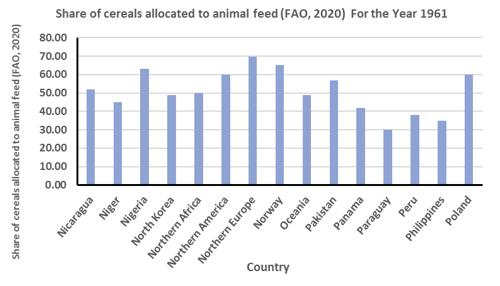 Share of cereals allocated to animal feed (FAO, 2020)  For the Year 1961
Share of cereals allocated to animal feed (FAO, 2020)
80.00
70.00
60.00
50.00
40.00
30.00
20.00
10.00
0.00
Nicaragua
Niger
Nigeria
North Korea
Northern Africa
Northern America
Northern Europe
Norway
Oceania
Pakistan
Panama
Paraguay
Peru
Philippines
Poland
Country